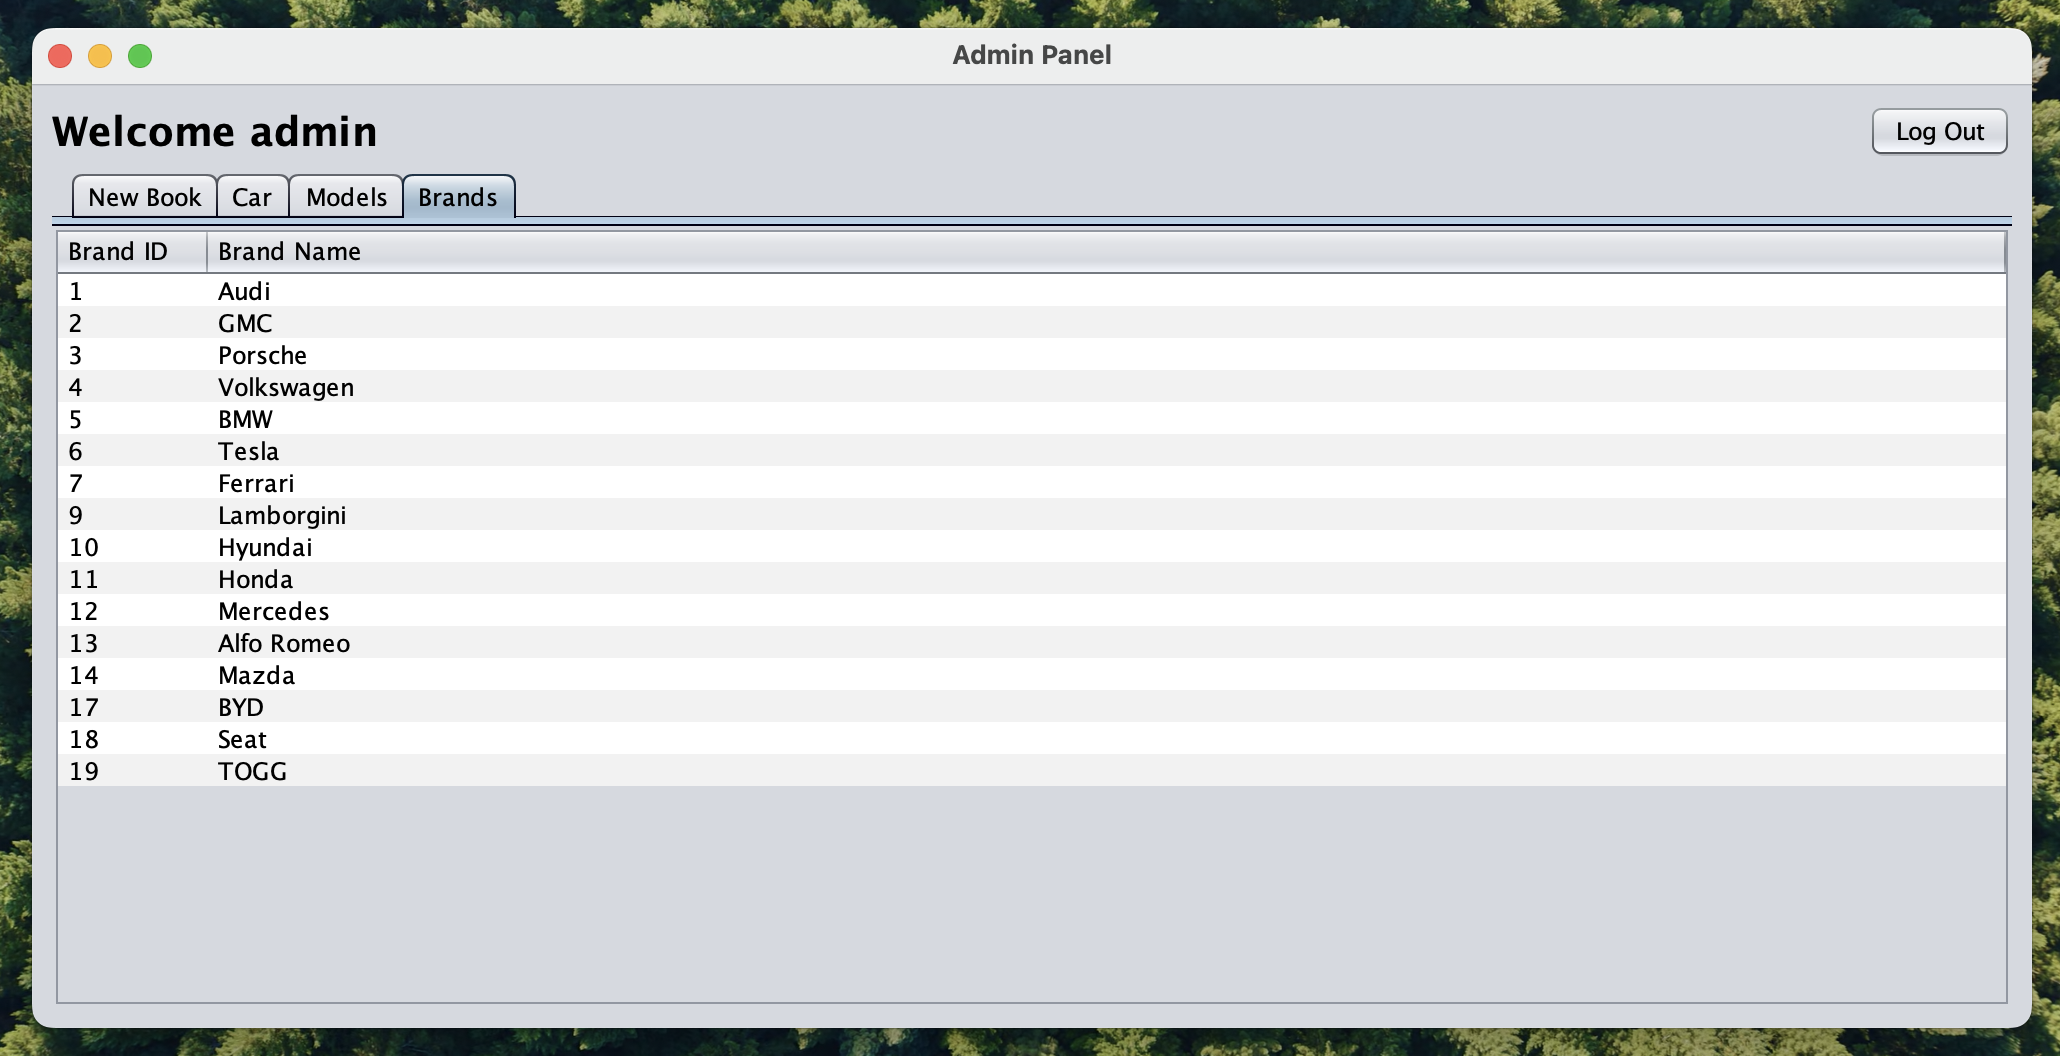 Admin Panel
Welcome admin
Log Out
New Book Car Models Brands
Brand ID Brand Name
1 Audi
2 GMC
3 Porsche
4 Volkswagen
5 BMW
6 Tesla
7 Ferrari
9 Lamborgini
10 Hyundai
11 Honda
12 Mercedes
13 Alfo Romeo
14 Mazda
17 BYD
18 Seat
19 TOGG